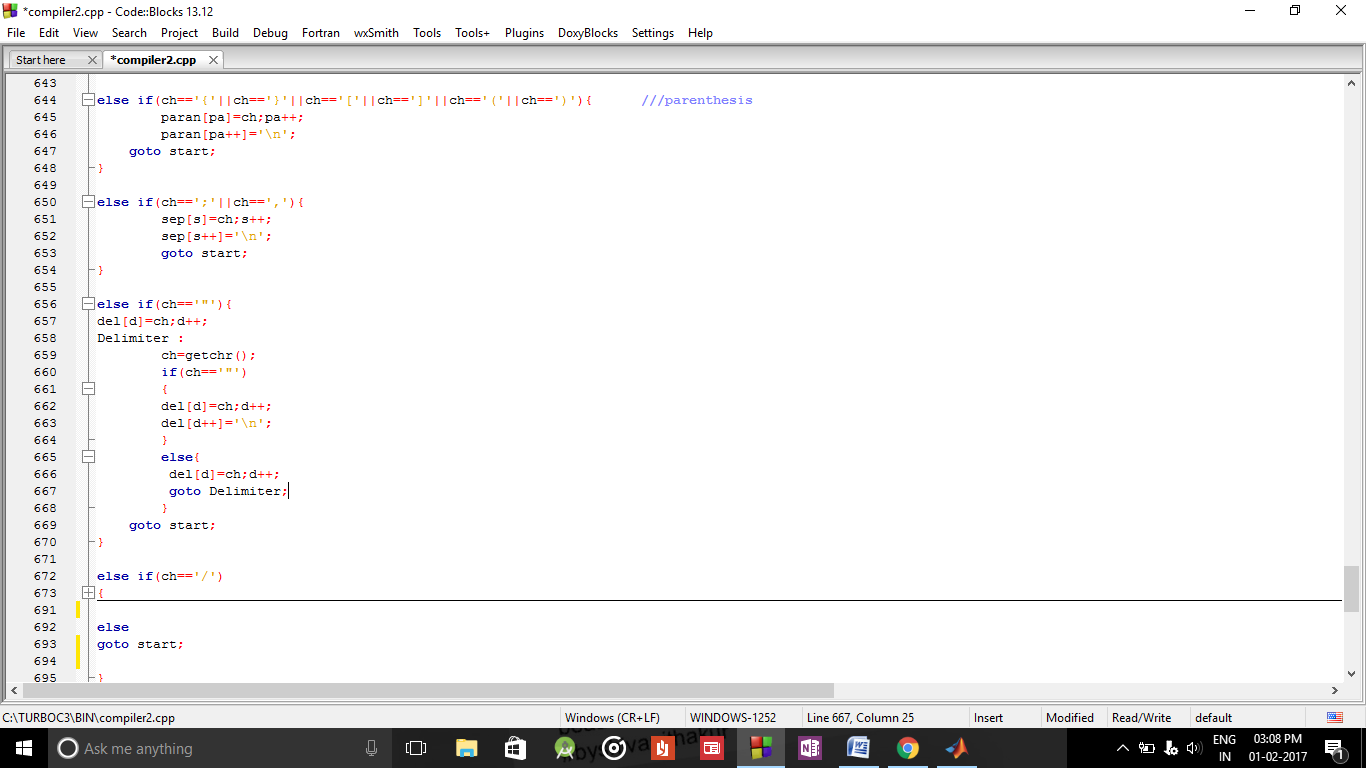 *compiler2.cpp - Code::Blocks 13.12
File Edit View Search Project Build Debug Fortran wxSmith Tools Tools+ Plugins DoxyBlocks Settings Help
Start here *compiler2.cpp
643
644 else if(ch=='{'||ch=='}'||ch=='['||ch==']'||ch=='('||ch==')'){ ///parenthesis
645 paran[pa]=ch;pa++;
646 paran[pa++]='\n';
647 goto start;
648 }
649
650 else if(ch==';'||ch==','){
651 sep[s]=ch;s++;
652 sep[s++]='\n';
653 goto start;
654 }
655
656 else if(ch=='"'){
657 del[d]=ch;d++;
658 Delimiter :
659 ch=getchr();
660 if(ch=='"')
661 {
662 del[d]=ch;d++;
663 del[d++]='\n';
664 }
665 else{
666 del[d]=ch;d++;
667 goto Delimiter;
668 }
669 goto start;
670 }
671
672 else if(ch=='/')
673 {
691
692 else
693 goto start;
694
695 }
C:\TURBOC3\BIN\compiler2.cpp Windows (CR+LF) WINDOWS-1252 Line 667, Column 25 Insert Modified Read/Write default
Ask me anything
ENG 03:08 PM
IN 01-02-2017 1